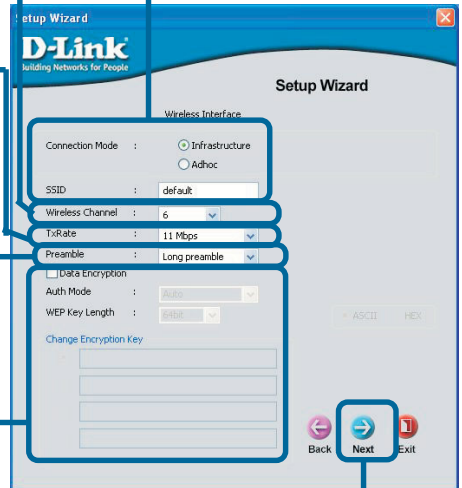 etup Wizard
D-Link
Building Networks for People
Setup Wizard
Wireless Interface
Connection Mode : Infrastructure
Adhoc
SSID : default
Wireless Channel : 6
TxRate : 11 Mbps
Preamble : Long preamble
Data Encryption
Auth Mode : Auto
WEP Key Length : 64bit
ASCII HEX
Change Encryption Key
Back Next Exit